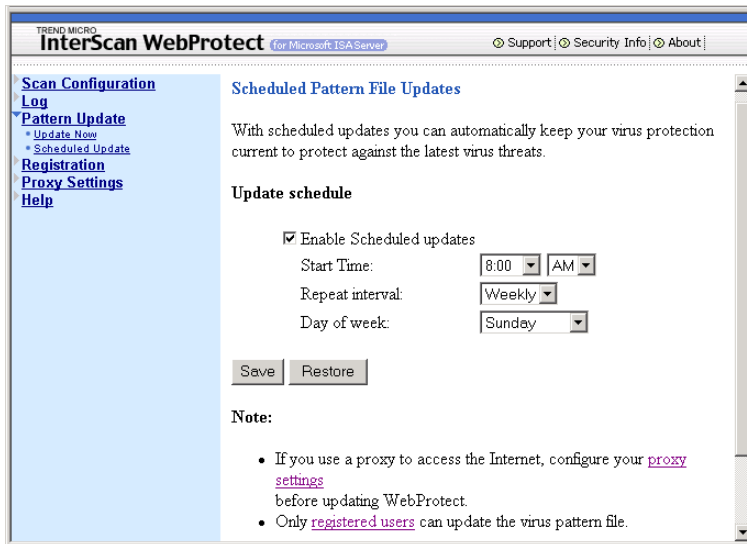 TREND MICRO
InterScan WebProtect for Microsoft ISA Server
Support Security Info About
Scan Configuration
Log
Pattern Update
Update Now
Scheduled Update
Registration
Proxy Settings
Help
Scheduled Pattern File Updates
With scheduled updates you can automatically keep your virus protection
current to protect against the latest virus threats.
Update schedule
Enable Scheduled updates
Start Time: 8:00 AM
Repeat interval: Weekly
Day of week: Sunday
Save Restore
Note:
• If you use a proxy to access the Internet, configure your proxy
settings
before updating WebProtect.
• Only registered users can update the virus pattern file.